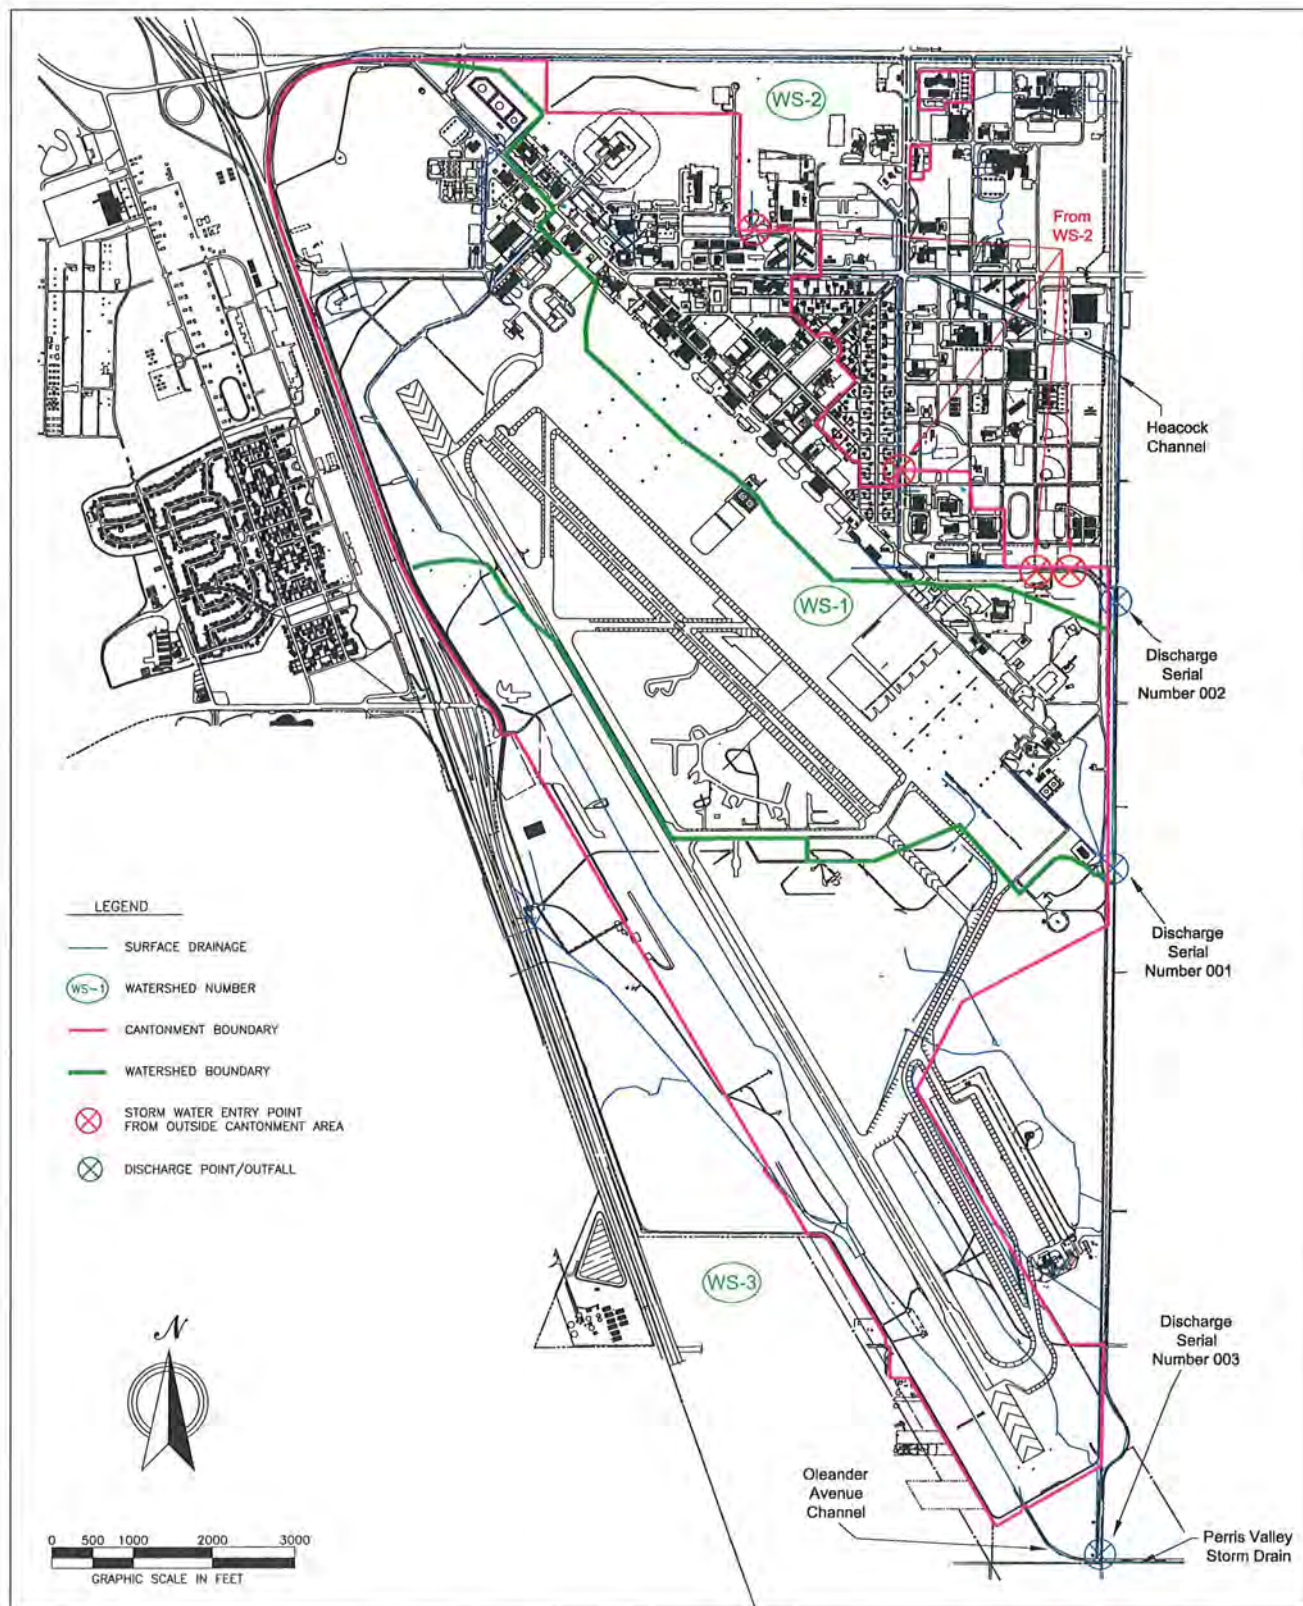 WS-2
From
WS-2
Heacock
Channel
WS-1
Discharge
Serial
Number 002
Discharge
Serial
Number 001
LEGEND
SURFACE DRAINAGE
WS-1 WATERSHED NUMBER
CANTONMENT BOUNDARY
WATERSHED BOUNDARY
STORM WATER ENTRY POINT
FROM OUTSIDE CANTONMENT AREA
DISCHARGE POINT/OUTFALL
WS-3
N
Discharge
Serial
Number 003
Oleander
Avenue
Channel
Perris Valley
Storm Drain
0 500 1000 2000 3000
GRAPHIC SCALE IN FEET